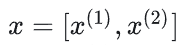 x = [x^{(1)}, x^{(2)}]